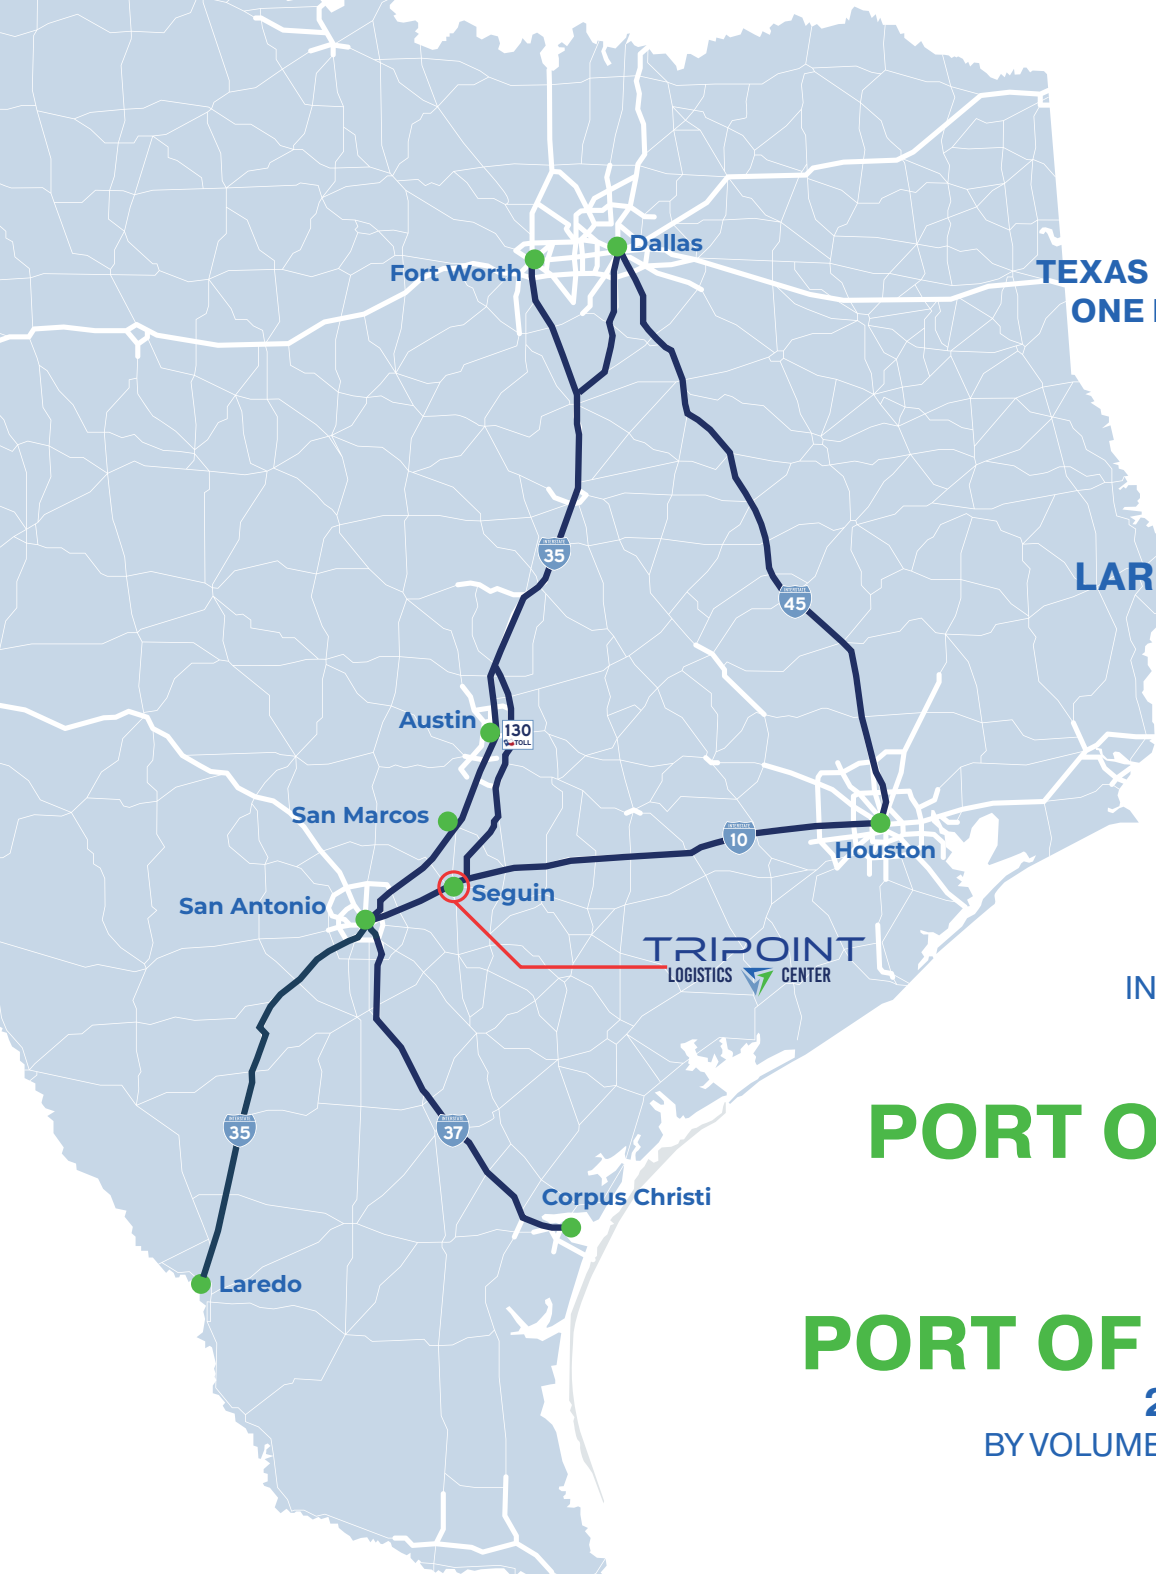 Dallas
Fort Worth
TEXAS
ONE
LAR
35
45
Austin
130
TOLL
San Marcos
10
Houston
Seguin
San Antonio
TRIPOINT
LOGISTICS CENTER
IN
35
37
PORT O
Corpus Christi
Laredo
PORT OF
2
BY VOLUME